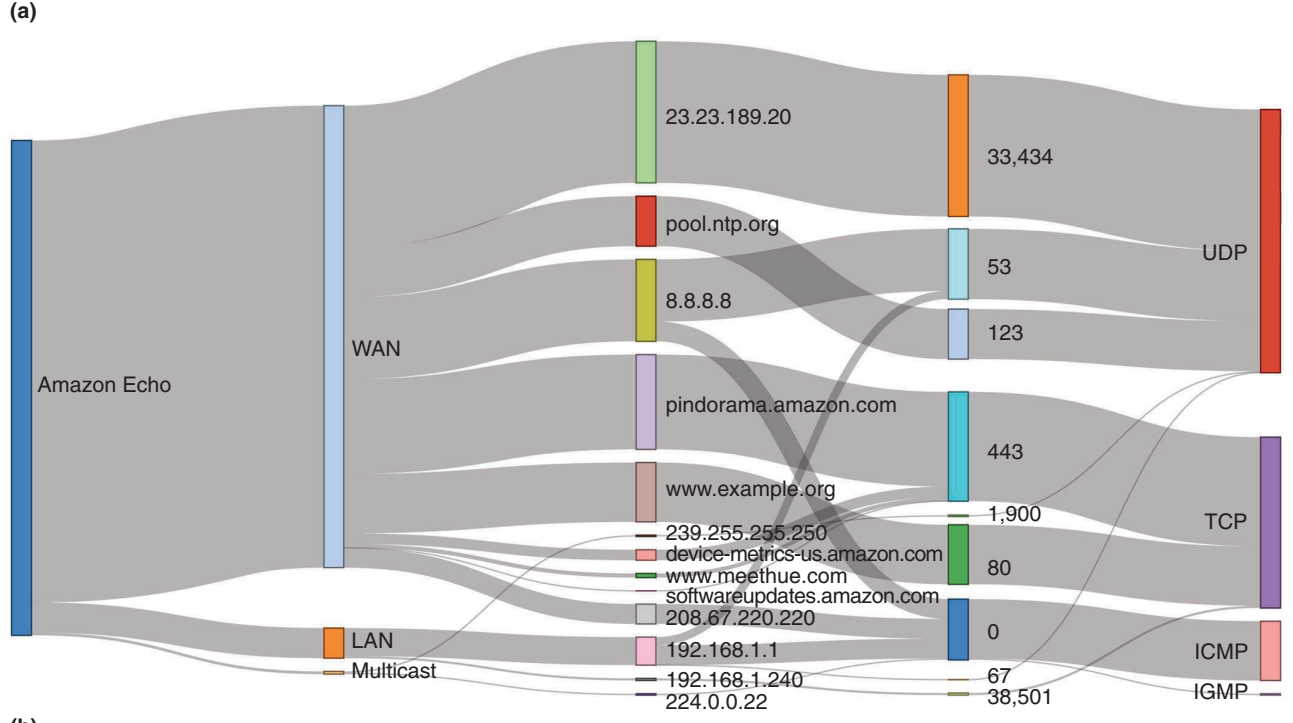 (a)
Amazon Echo
WAN
LAN
Multicast
23.23.189.20
pool.ntp.org
8.8.8.8
pindorama.amazon.com
www.example.org
239.255.255.250
device-metrics-us.amazon.com
www.meethue.com
softwareupdates.amazon.com
208.67.220.220
192.168.1.1
192.168.1.240
224.0.0.22
33,434
53
123
443
1,900
80
0
67
38,501
UDP
TCP
ICMP
IGMP